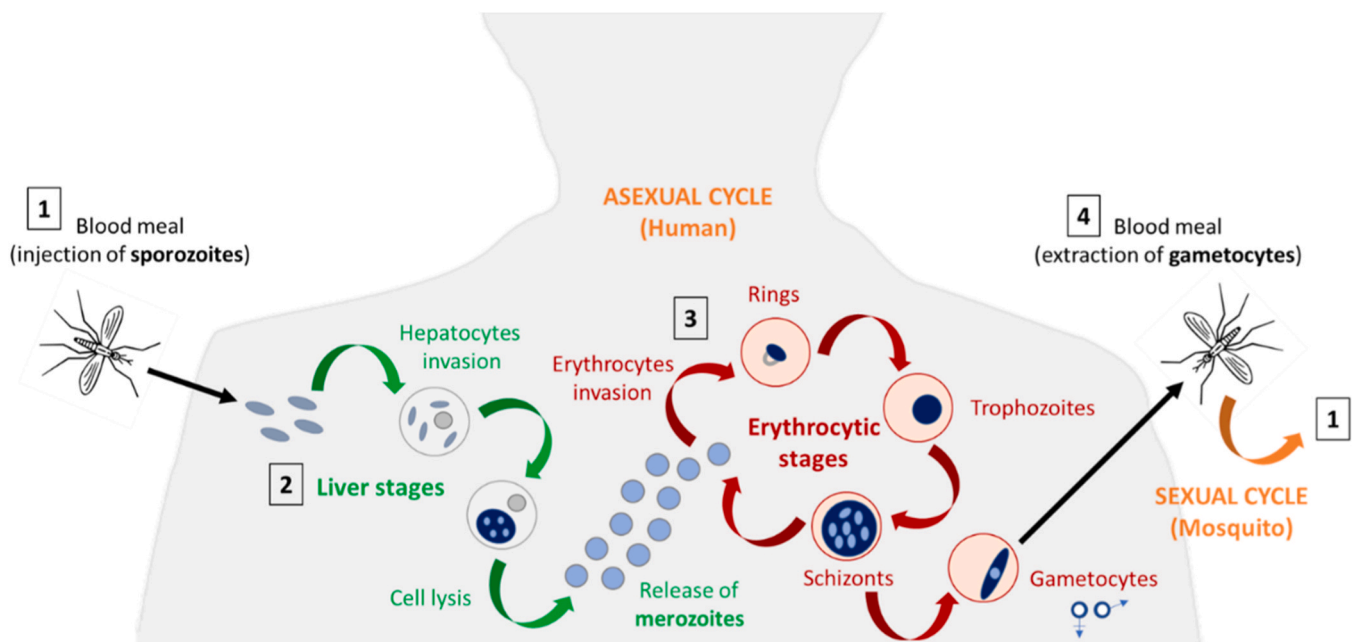 1
Blood meal
(injection of sporozoites)
ASEXUAL CYCLE
(Human)
4
Blood meal
(extraction of gametocytes)
Hepatocytes
invasion
2
Liver stages
Cell lysis
Release of
merozoites
3
Erythrocytes
invasion
Rings
Trophozoites
Erythrocytic
stages
Schizonts
Gametocytes
1
SEXUAL CYCLE
(Mosquito)